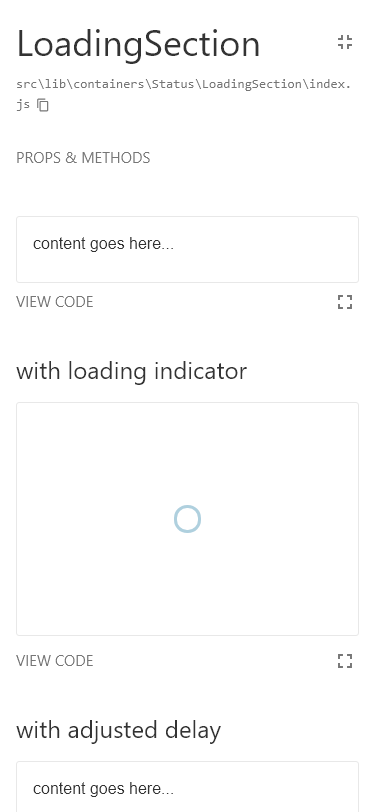 LoadingSection
src\lib\containers\Status\LoadingSection\index.
js
PROPS & METHODS
content goes here...
VIEW CODE
with loading indicator
VIEW CODE
with adjusted delay
content goes here...